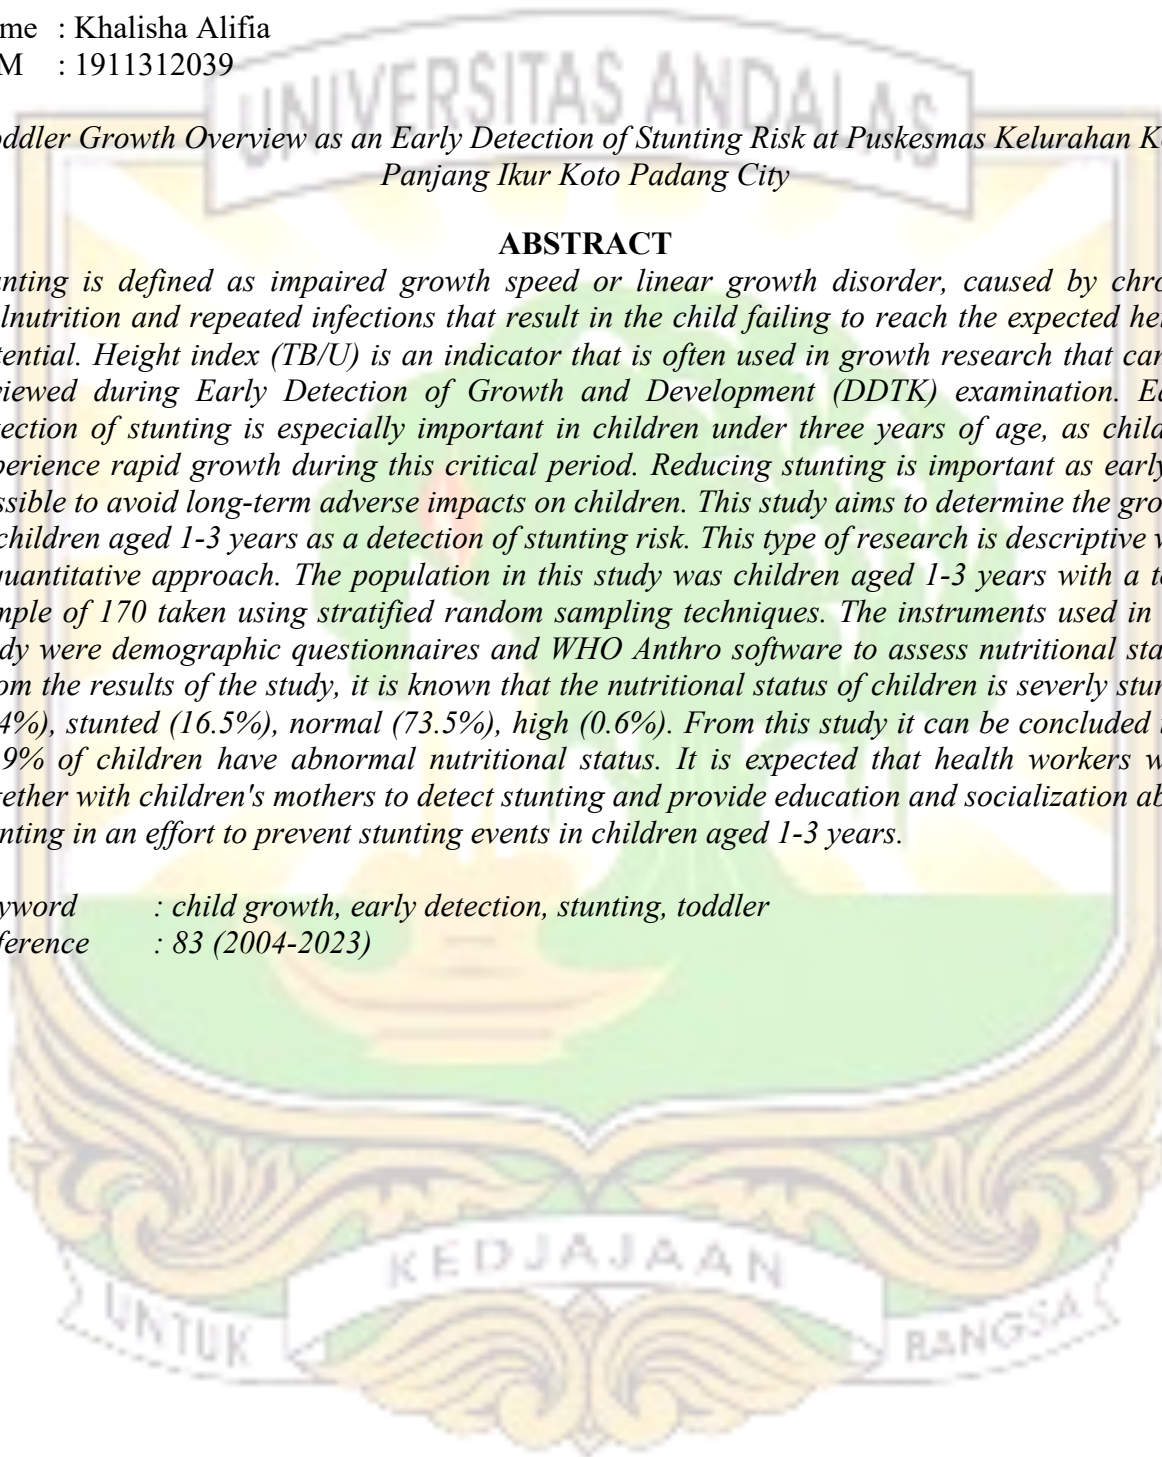 me : Khalisha Alifia
M : 1911312039
UNIVERSITAS ANDALAS
ddler Growth Overview as an Early Detection of Stunting Risk at Puskesmas Kelurahan K
Panjang Ikur Koto Padang City
ABSTRACT
nting is defined as impaired growth speed or linear growth disorder, caused by chro
lnutrition and repeated infections that result in the child failing to reach the expected he
tential. Height index (TB/U) is an indicator that is often used in growth research that can
viewed during Early Detection of Growth and Development (DDTK) examination. Ea
ection of stunting is especially important in children under three years of age, as child
perience rapid growth during this critical period. Reducing stunting is important as early
ssible to avoid long-term adverse impacts on children. This study aims to determine the gro
children aged 1-3 years as a detection of stunting risk. This type of research is descriptive w
quantitative approach. The population in this study was children aged 1-3 years with a to
mple of 170 taken using stratified random sampling techniques. The instruments used in
dy were demographic questionnaires and WHO Anthro software to assess nutritional sta
om the results of the study, it is known that the nutritional status of children is severly stun
4%), stunted (16.5%), normal (73.5%), high (0.6%). From this study it can be concluded
9% of children have abnormal nutritional status. It is expected that health workers w
gether with children's mothers to detect stunting and provide education and socialization ab
nting in an effort to prevent stunting events in children aged 1-3 years.
yword : child growth, early detection, stunting, toddler
ference : 83 (2004-2023)
KEDJAJAAN
UNTUK BANGSA